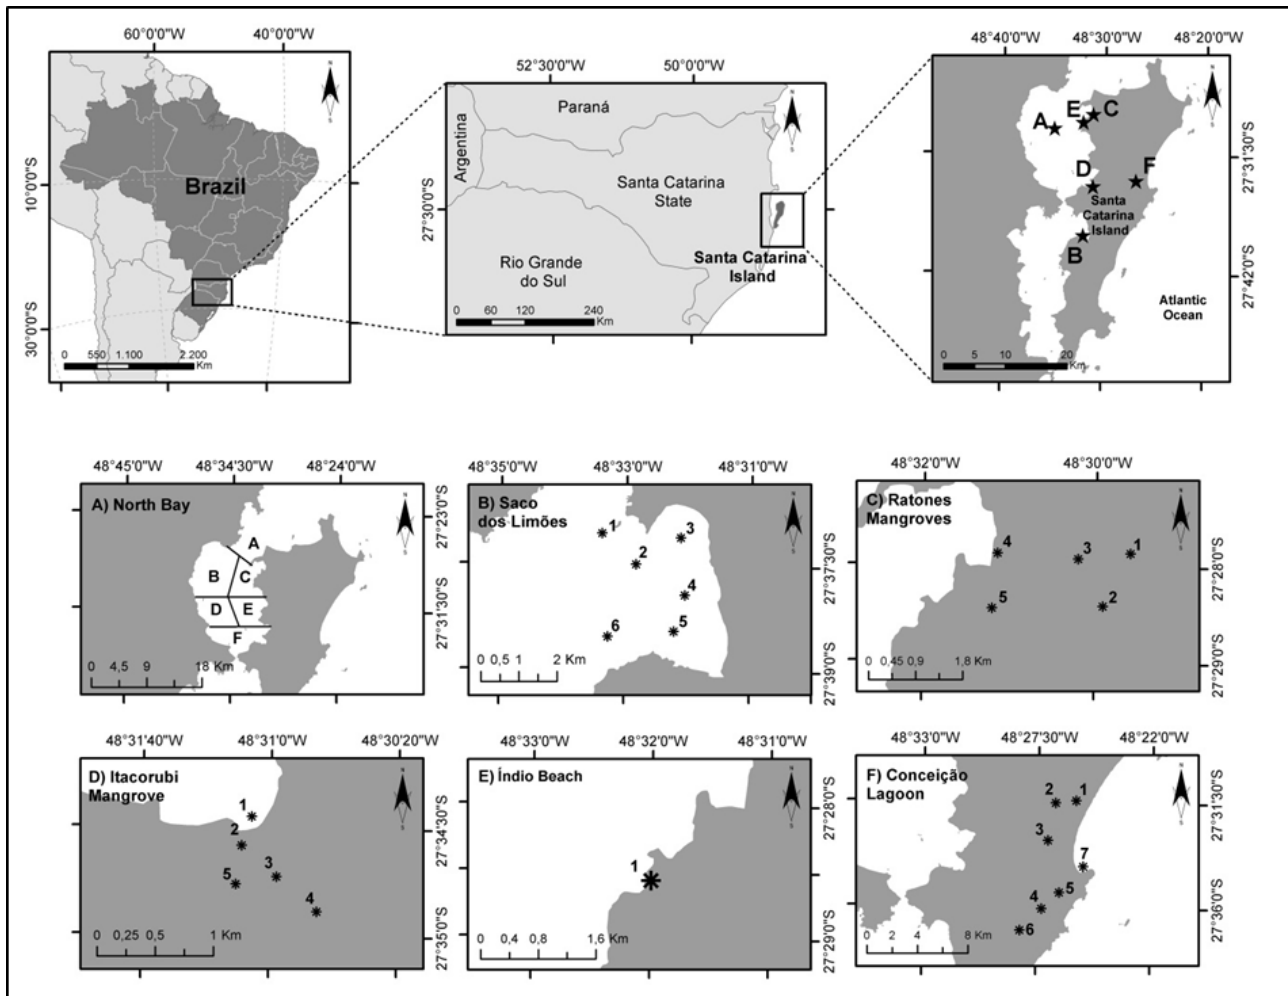 60°0'0"W
40°0'0"W
10°0'0"S
30°0'0"S
N
S
Brazil
0
550
1.100
2.200
Km
52°30'0"W
50°0'0"W
27°30'0"S
N
S
Argentina
Paraná
Santa Catarina
State
Rio Grande
do Sul
Santa Catarina
Island
0
60
120
240
Km
48°40'0"W
48°30'0"W
48°20'0"W
27°31'30"S
27°42'0"S
N
S
A
E
C
D
F
Santa
Catarina
Island
B
Atlantic
Ocean
0
5
10
20
Km
48°45'0"W
48°34'30"W
48°24'0"W
27°23'0"S
27°31'30"S
A) North Bay
N
S
A
B
C
D
E
F
0
4,5
9
18 Km
48°35'0"W
48°33'0"W
48°31'0"W
27°37'30"S
27°39'0"S
B) Saco
dos Limões
N
S
1
2
3
4
5
6
0
0,5
1
2 Km
48°32'0"W
48°30'0"W
27°28'0"S
27°29'0"S
C) Ratones
Mangroves
N
S
4
3
1
5
2
0
0,45
0,9
1,8 Km
48°31'40"W
48°31'0"W
48°30'20"W
27°34'30"S
27°35'0"S
D) Itacorubi
Mangrove
N
S
1
2
3
5
4
0
0,25
0,5
1 Km
48°33'0"W
48°32'0"W
48°31'0"W
27°28'0"S
27°29'0"S
E) Índio Beach
N
S
1
0
0,4
0,8
1,6 Km
48°33'0"W
48°27'30"W
48°22'0"W
27°31'30"S
27°36'0"S
F) Conceição
Lagoon
N
S
2
1
3
7
5
4
6
0
2
4
8 Km